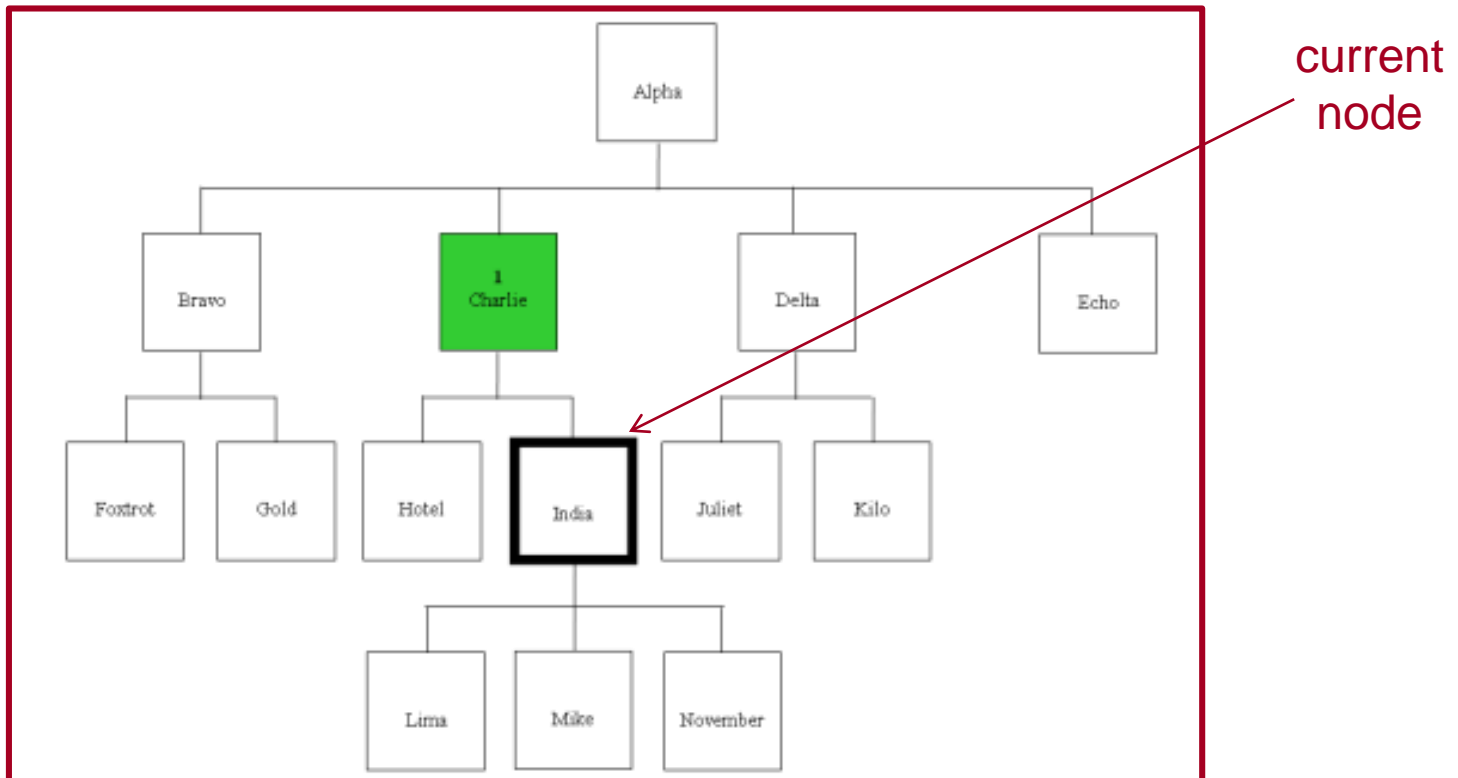 current
node
Alpha
Bravo
1
Charlie
Delta
Echo
Foxtrot
Gold
Hotel
India
Juliet
Kilo
Lima
Mike
November